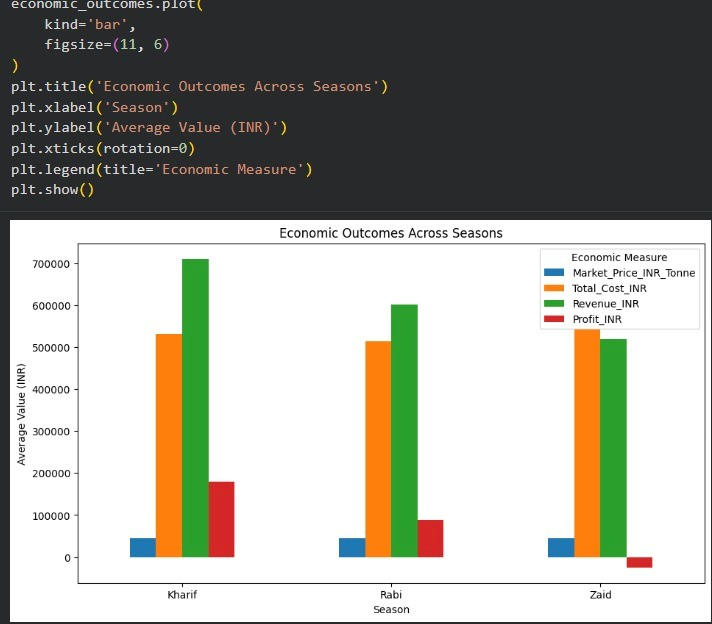 economic_outcomes.plot(
    kind='bar',
    figsize=(11, 6)
)
plt.title('Economic Outcomes Across Seasons')
plt.xlabel('Season')
plt.ylabel('Average Value (INR)')
plt.xticks(rotation=0)
plt.legend(title='Economic Measure')
plt.show()
Economic Outcomes Across Seasons
Economic Measure
Market_Price_INR_Tonne
Total_Cost_INR
Revenue_INR
Profit_INR
Average Value (INR)
700000
600000
500000
400000
300000
200000
100000
0
Kharif
Rabi
Zaid
Season